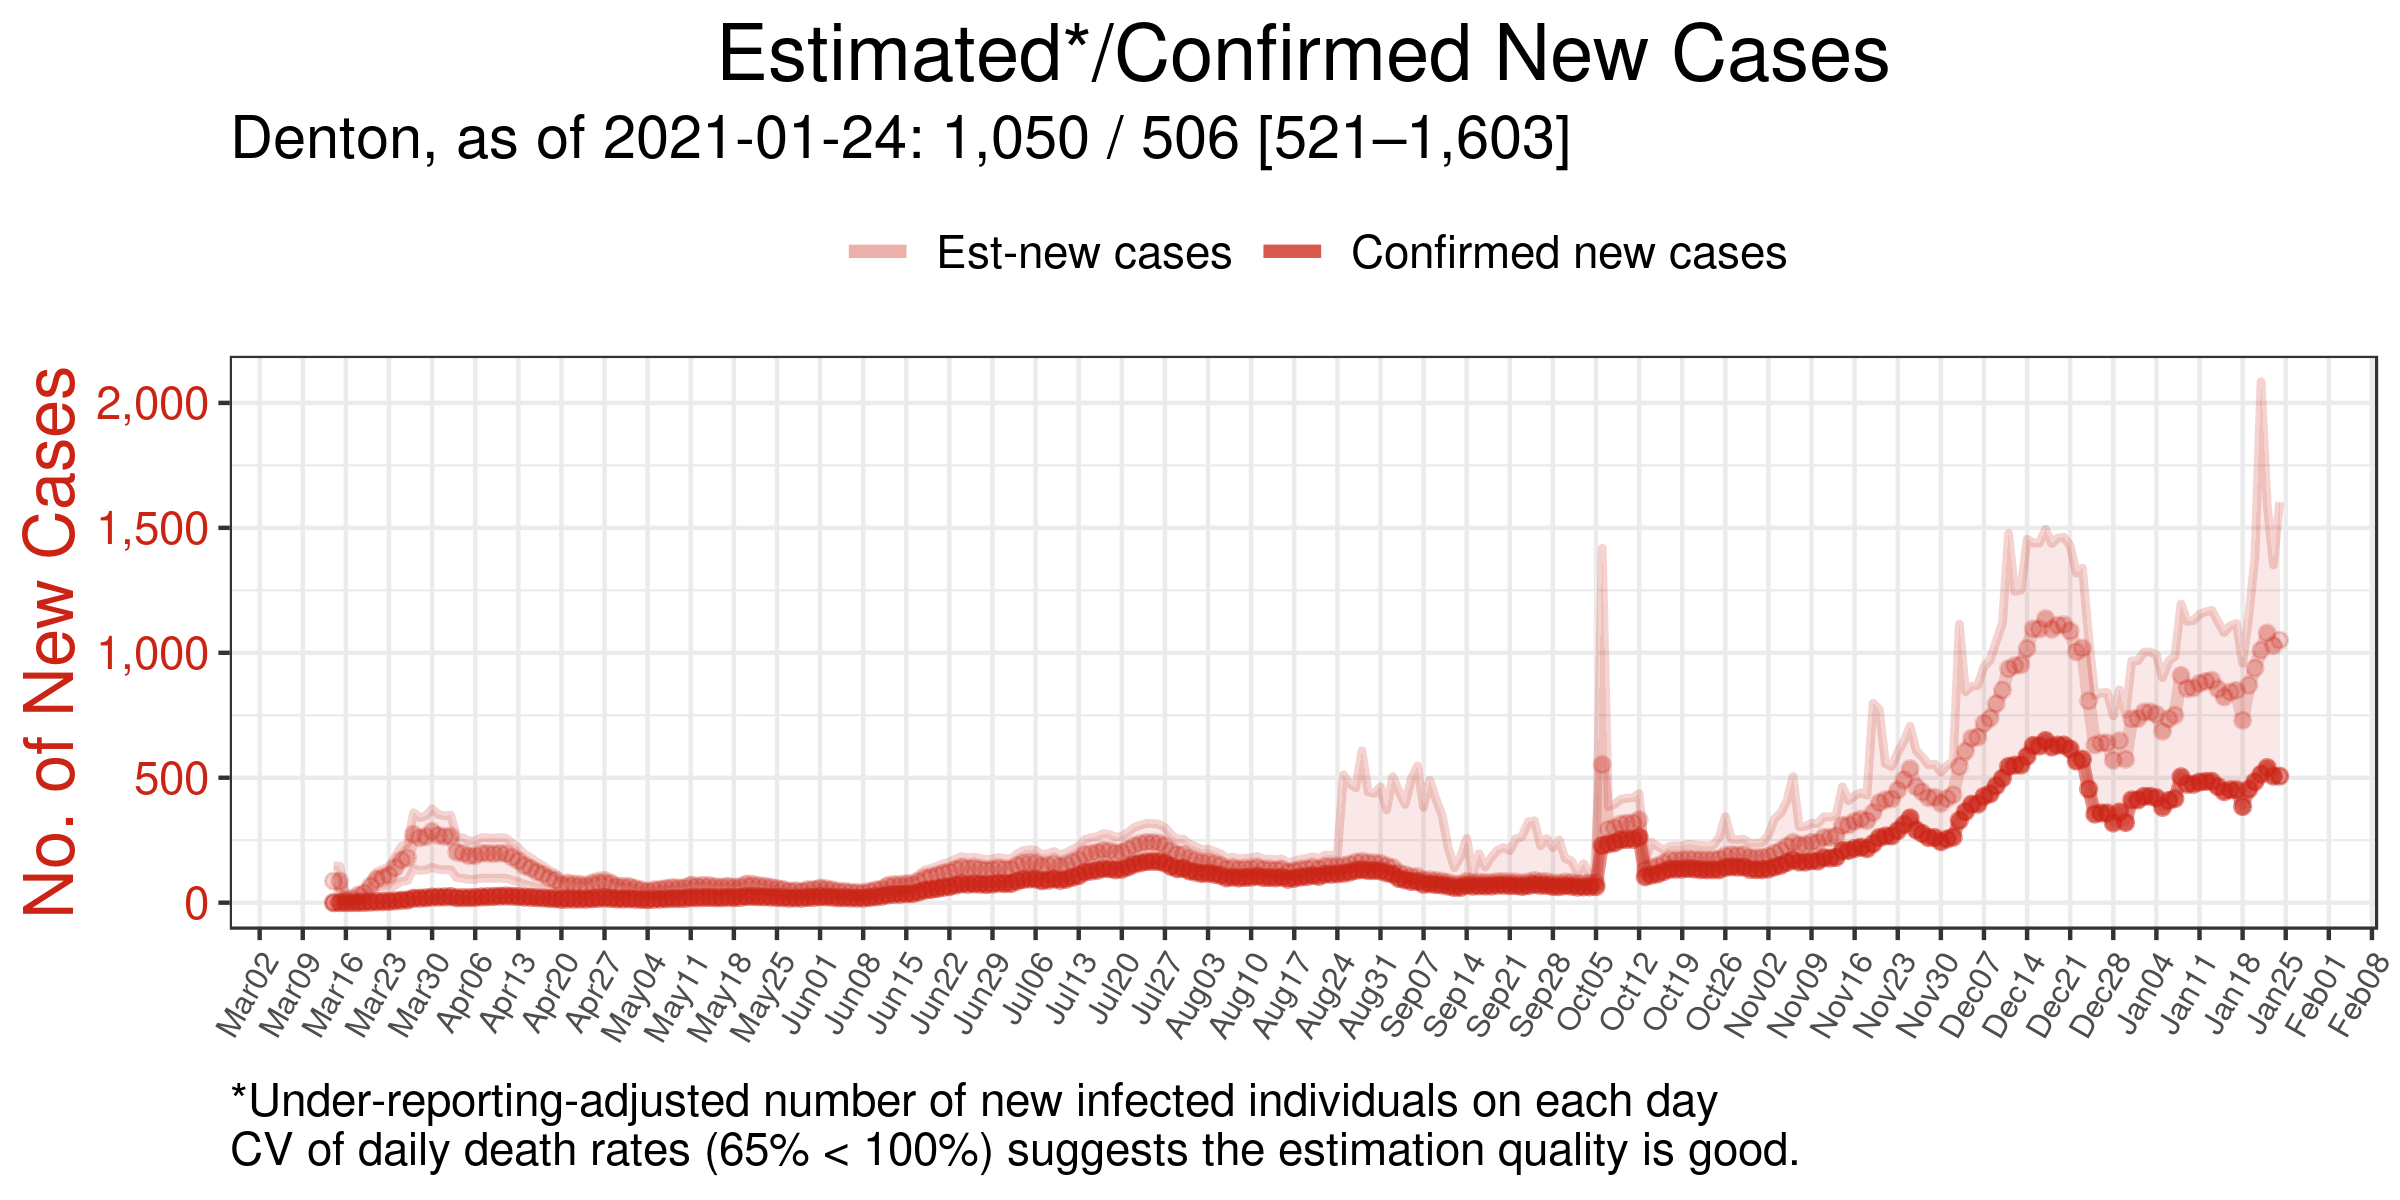 Estimated*/Confirmed New Cases
Denton, as of 2021-01-24: 1,050 / 506 [521–1,603]
Est-new cases
Confirmed new cases
No. of New Cases
2,000
1,500
1,000
500
0
Mar02
Mar09
Mar16
Mar23
Mar30
Apr06
Apr13
Apr20
Apr27
May04
May11
May18
May25
Jun01
Jun08
Jun15
Jun22
Jun29
Jul06
Jul13
Jul20
Jul27
Aug03
Aug10
Aug17
Aug24
Aug31
Sep07
Sep14
Sep21
Sep28
Oct05
Oct12
Oct19
Oct26
Nov02
Nov09
Nov16
Nov23
Nov30
Dec07
Dec14
Dec21
Dec28
Jan04
Jan11
Jan18
Jan25
Feb01
Feb08
*Under-reporting-adjusted number of new infected individuals on each day
CV of daily death rates (65% < 100%) suggests the estimation quality is good.